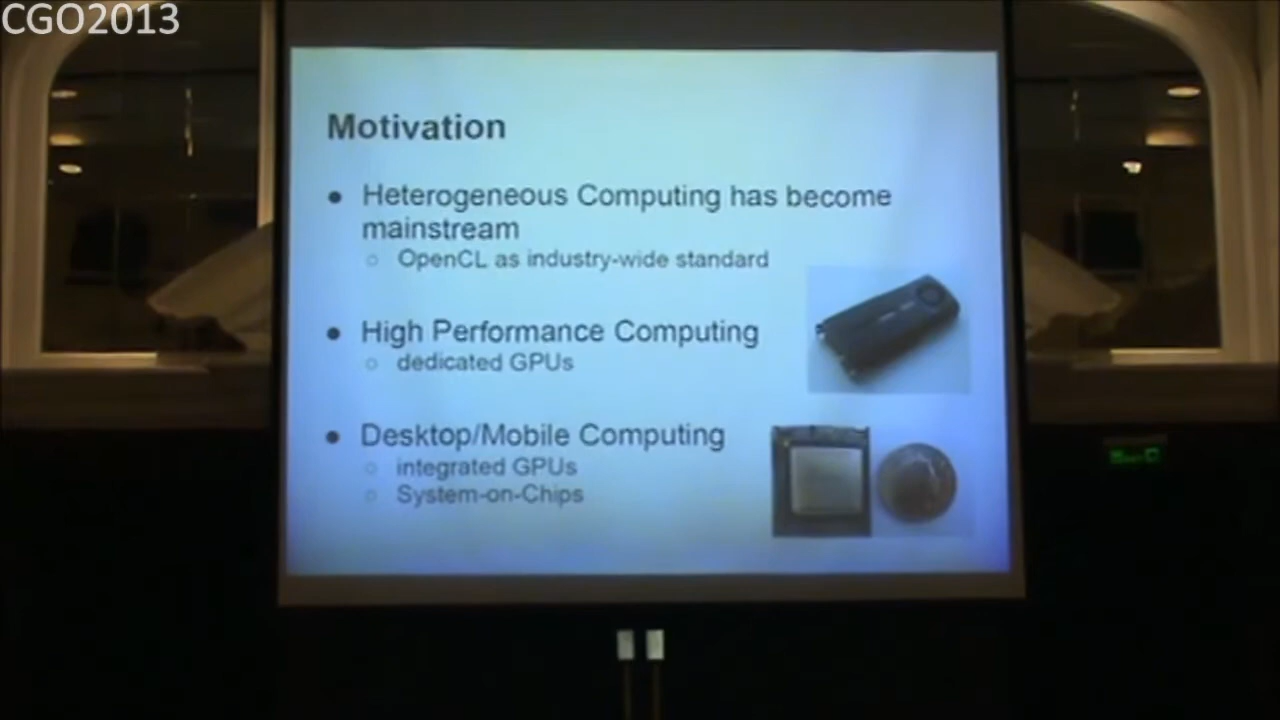 CGO2013
Motivation
● Heterogeneous Computing has become
mainstream
○ OpenCL as industry-wide standard
● High Performance Computing
○ dedicated GPUs
● Desktop/Mobile Computing
○ integrated GPUs
○ System-on-Chips